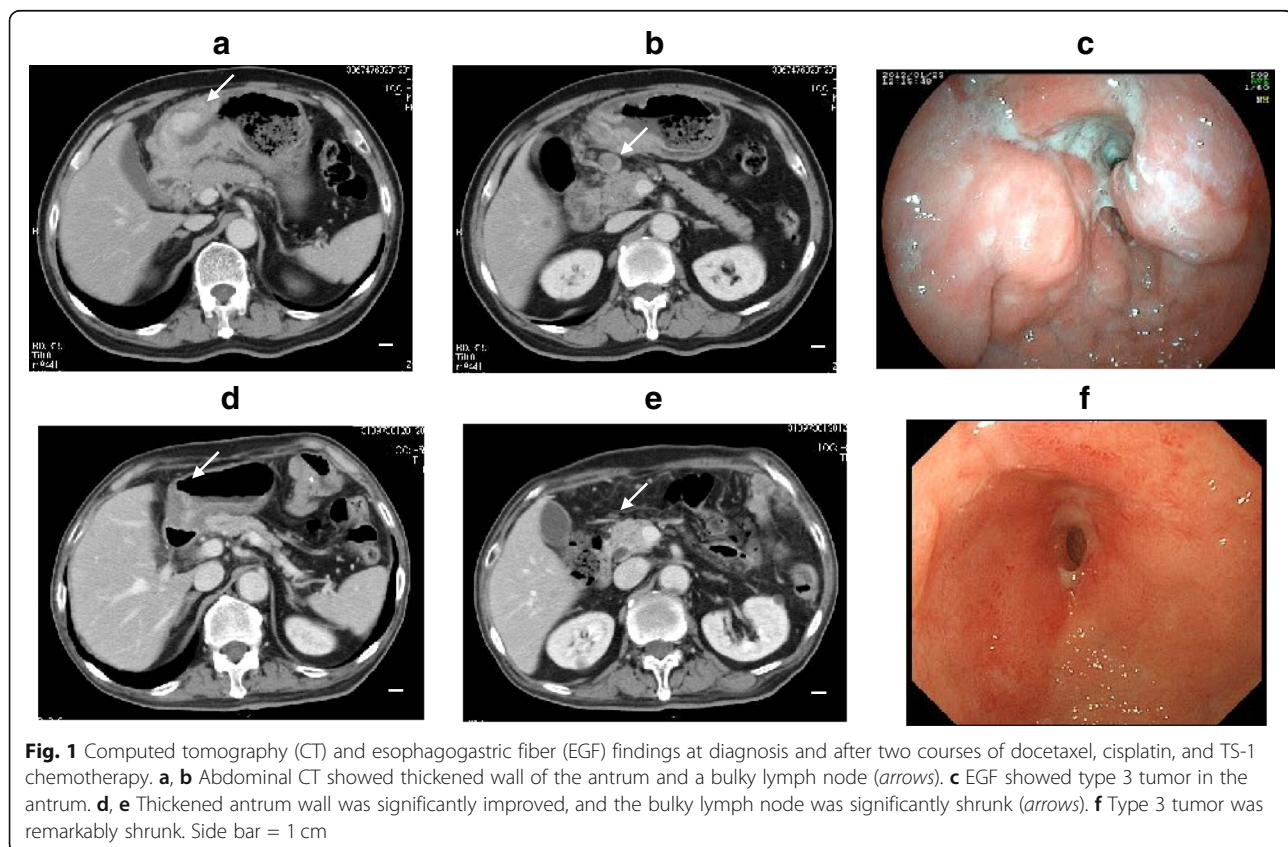 a
b
c
d
e
f
Fig. 1 Computed tomography (CT) and esophagogastric fiber (EGF) findings at diagnosis and after two courses of docetaxel, cisplatin, and TS-1
chemotherapy. a, b Abdominal CT showed thickened wall of the antrum and a bulky lymph node (arrows). c EGF showed type 3 tumor in the
antrum. d, e Thickened antrum wall was significantly improved, and the bulky lymph node was significantly shrunk (arrows). f Type 3 tumor was
remarkably shrunk. Side bar = 1 cm